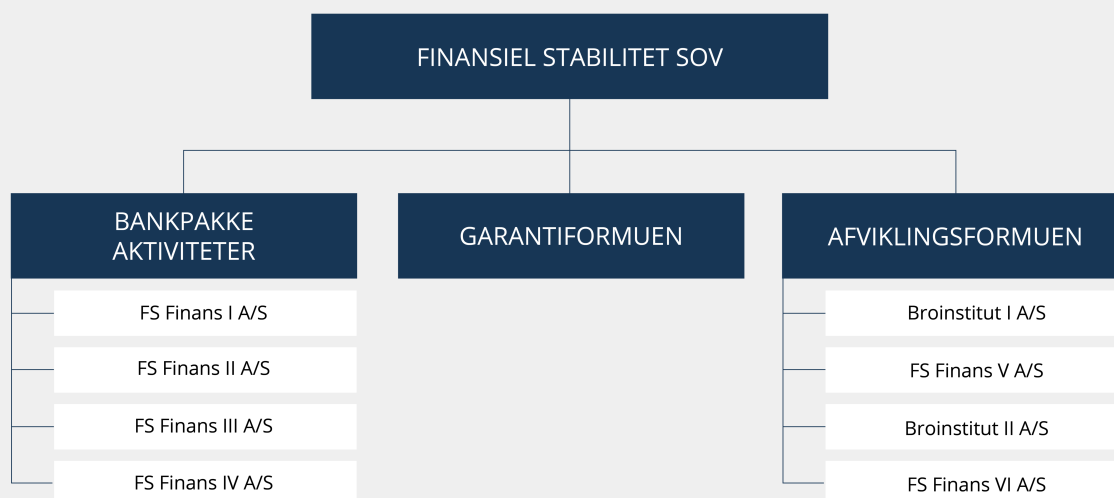 FINANSIEL STABILITET SOV
BANKPAKKE
AKTIVITETER
GARANTIFORMUEN
AFVIKLINGSFORMUEN
FS Finans I A/S
FS Finans II A/S
FS Finans III A/S
FS Finans IV A/S
Broinstitut I A/S
FS Finans V A/S
Broinstitut II A/S
FS Finans VI A/S